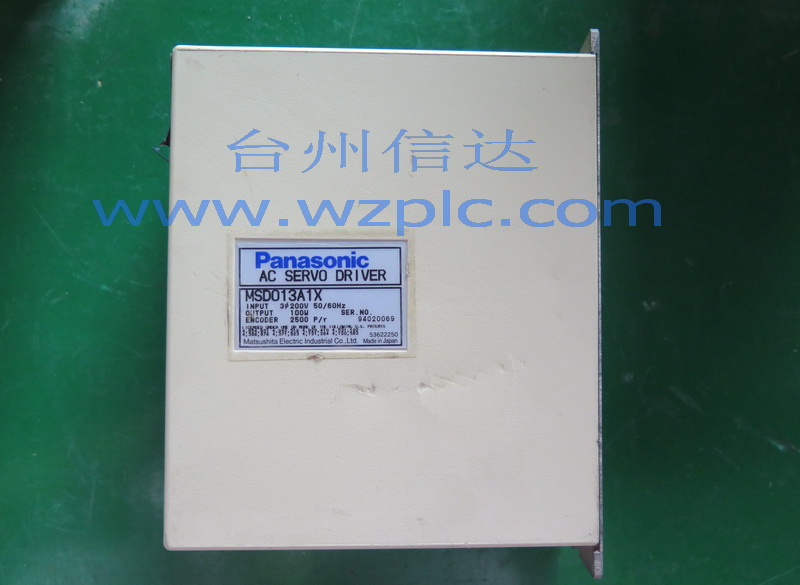 台州信达
www.wzplc.com
Panasonic
AC SERVO DRIVER
MSD013A1X
INPUT 3φ200V 50/60Hz
OUTPUT 100W SER.NO.
ENCODER 2500 P/r 94020069
53622250
Matsushita Electric Industrial Co.,Ltd. Made in Japan